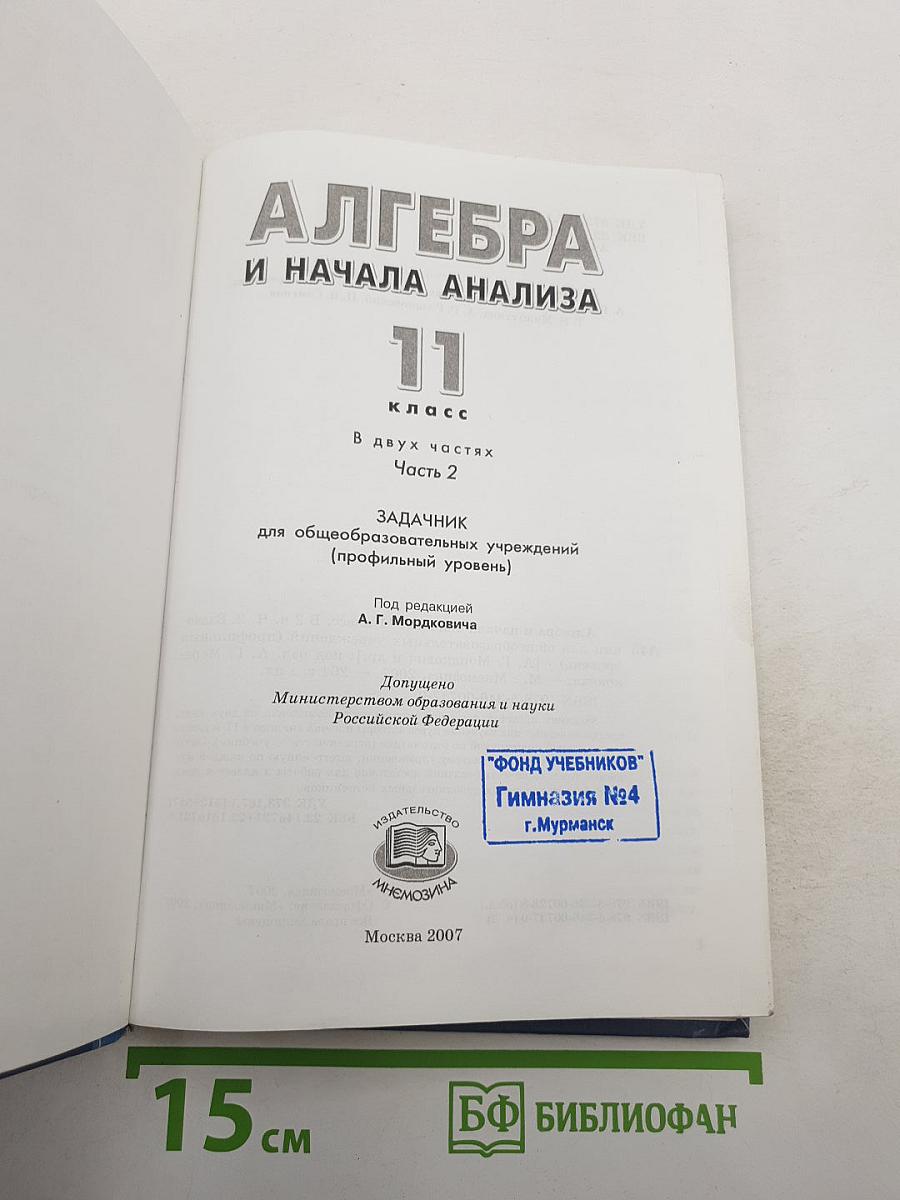 АЛГЕБРА
И НАЧАЛА АНАЛИЗА
11
класс
В двух частях
Часть 2
ЗАДАЧНИК
для общеобразовательных учреждений
(профильный уровень)
Под редакцией
А. Г. Мордковича
Допущено
Министерством образования и науки
Российской Федерации
"ФОНД УЧЕБНИКОВ"
Гимназия №4
г.Мурманск
ИЗДАТЕЛЬСТВО
МНЕМОЗИНА
Москва 2007
15 см
БФ БИБЛИОФАН